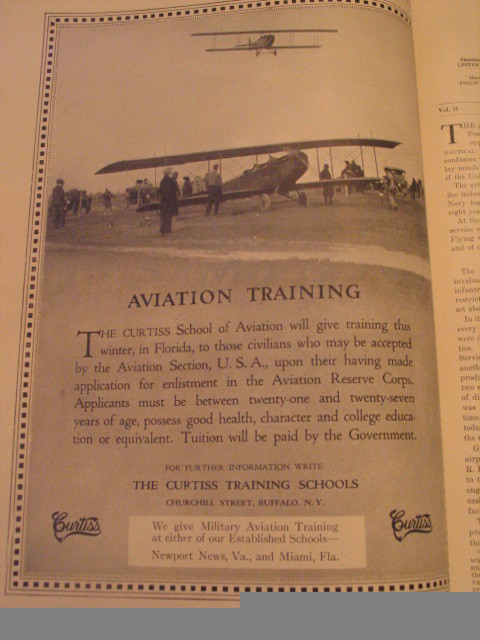 AVIATION TRAINING
THE CURTISS School of Aviation will give training this
winter, in Florida, to those civilians who may be accepted
by the Aviation Section, U. S. A., upon their having made
application for enlistment in the Aviation Reserve Corps.
Applicants must be between twenty-one and twenty-seven
years of age, possess good health, character and college educa-
tion or equivalent. Tuition will be paid by the Government.
FOR FURTHER INFORMATION WRITE
THE CURTISS TRAINING SCHOOLS
CHURCHILL STREET, BUFFALO, N. Y.
Curtiss
We give Military Aviation Training
at either of our Established Schools—
Newport News, Va., and Miami, Fla.
Curtiss
Vol. II